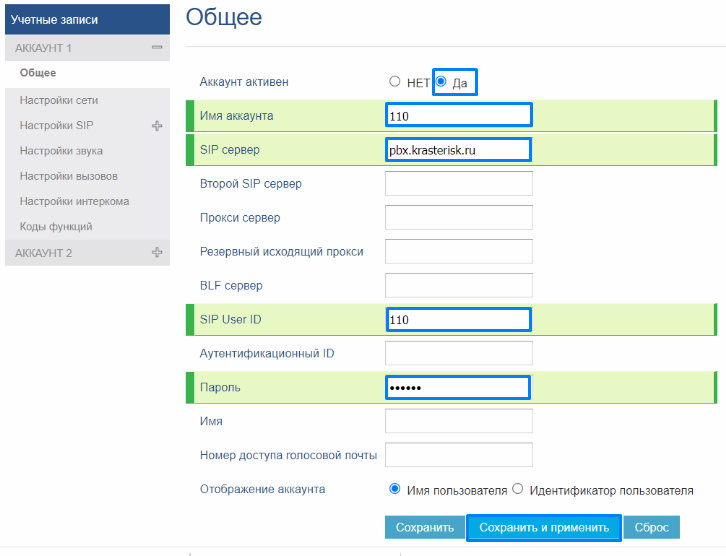 Учетные записи
АККАУНТ 1
Общее
Настройки сети
Настройки SIP
Настройки звука
Настройки вызовов
Настройки интеркома
Коды функций
АККАУНТ 2
Общее
Аккаунт активен НЕТ Да
Имя аккаунта 110
SIP сервер pbx.krasterisk.ru
Второй SIP сервер
Прокси сервер
Резервный исходящий прокси
BLF сервер
SIP User ID 110
Аутентификационный ID
Пароль ••••••
Имя
Номер доступа голосовой почты
Отображение аккаунта Имя пользователя Идентификатор пользователя
Сохранить Сохранить и применить Сброс